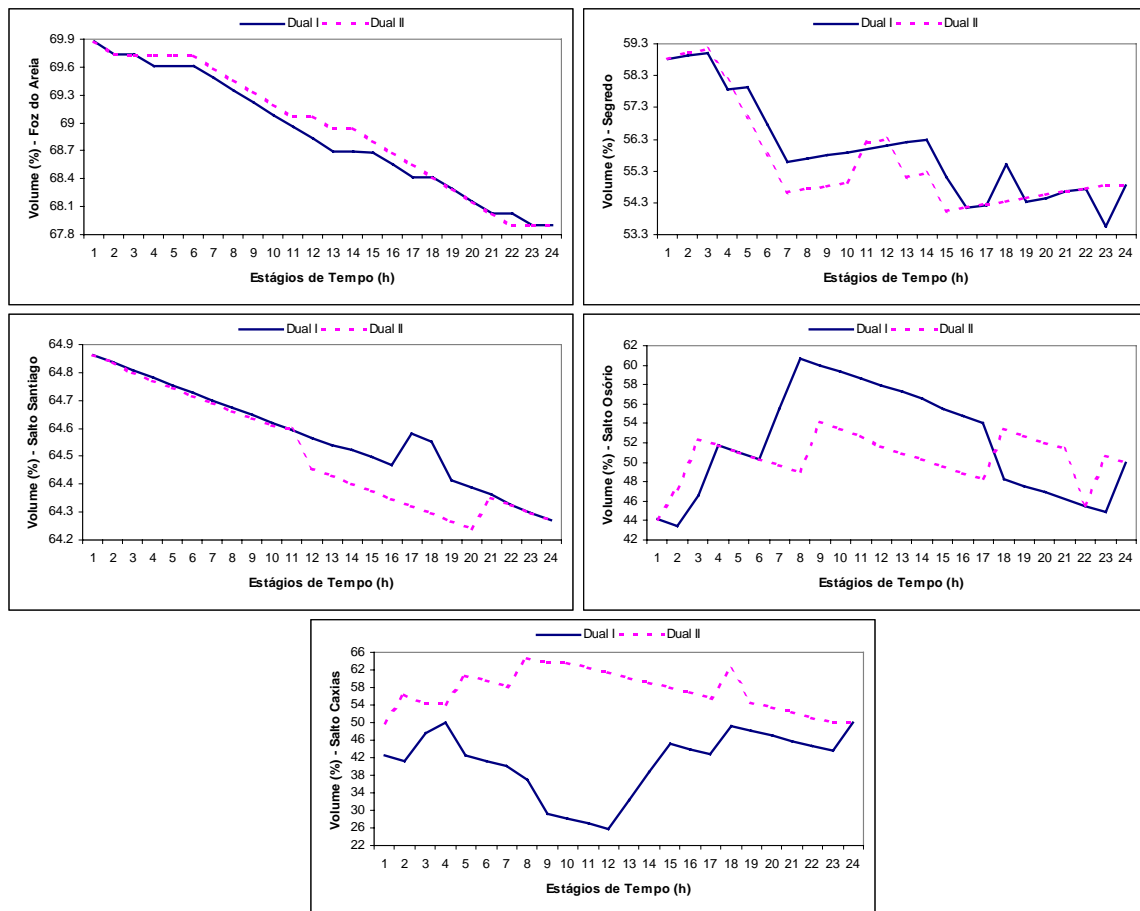 Dual I Dual II
Volume (%) - Foz do Areia
69.9
69.6
69.3
69
68.7
68.4
68.1
67.8
1 2 3 4 5 6 7 8 9 10 11 12 13 14 15 16 17 18 19 20 21 22 23 24
Estágios de Tempo (h)
Dual I Dual II
Volume (%) - Segredo
59.3
58.3
57.3
56.3
55.3
54.3
53.3
1 2 3 4 5 6 7 8 9 10 11 12 13 14 15 16 17 18 19 20 21 22 23 24
Estágios de Tempo (h)
Dual I Dual II
Volume (%) - Salto Santiago
64.9
64.8
64.7
64.6
64.4
64.3
64.2
1 2 3 4 5 6 7 8 9 10 11 12 13 14 15 16 17 18 19 20 21 22 23 24
Estágios de Tempo (h)
Dual I Dual II
Volume (%) - Salto Osório
62
60
58
56
54
52
50
48
46
44
42
1 2 3 4 5 6 7 8 9 10 11 12 13 14 15 16 17 18 19 20 21 22 23 24
Estágios de Tempo (h)
Dual I Dual II
Volume (%) - Salto Caxias
66
58
50
42
34
26
22
1 2 3 4 5 6 7 8 9 10 11 12 13 14 15 16 17 18 19 20 21 22 23 24
Estágios de Tempo (h)